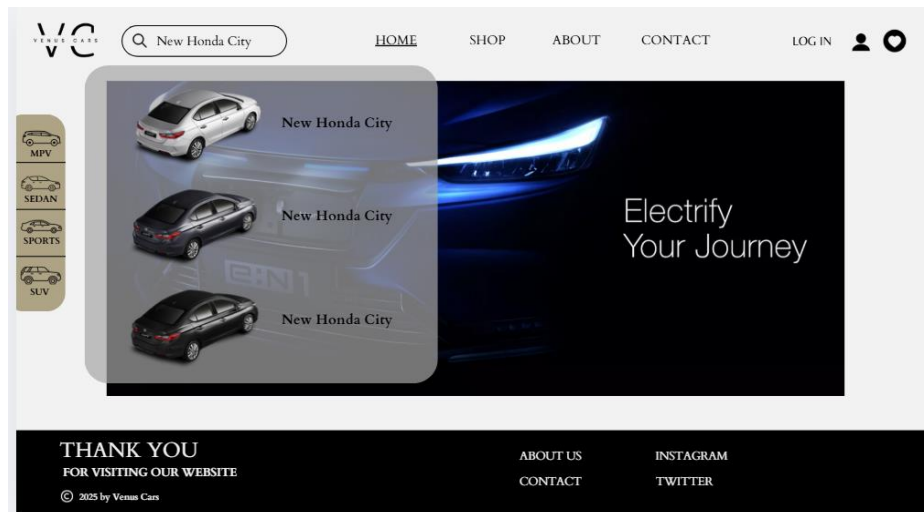 VC
VENUS CARS
New Honda City
HOME
SHOP
ABOUT
CONTACT
LOG IN
MPV
SEDAN
SPORTS
SUV
New Honda City
New Honda City
New Honda City
e:N1
Electrify
Your Journey
THANK YOU
FOR VISITING OUR WEBSITE
© 2025 by Venus Cars
ABOUT US
CONTACT
INSTAGRAM
TWITTER